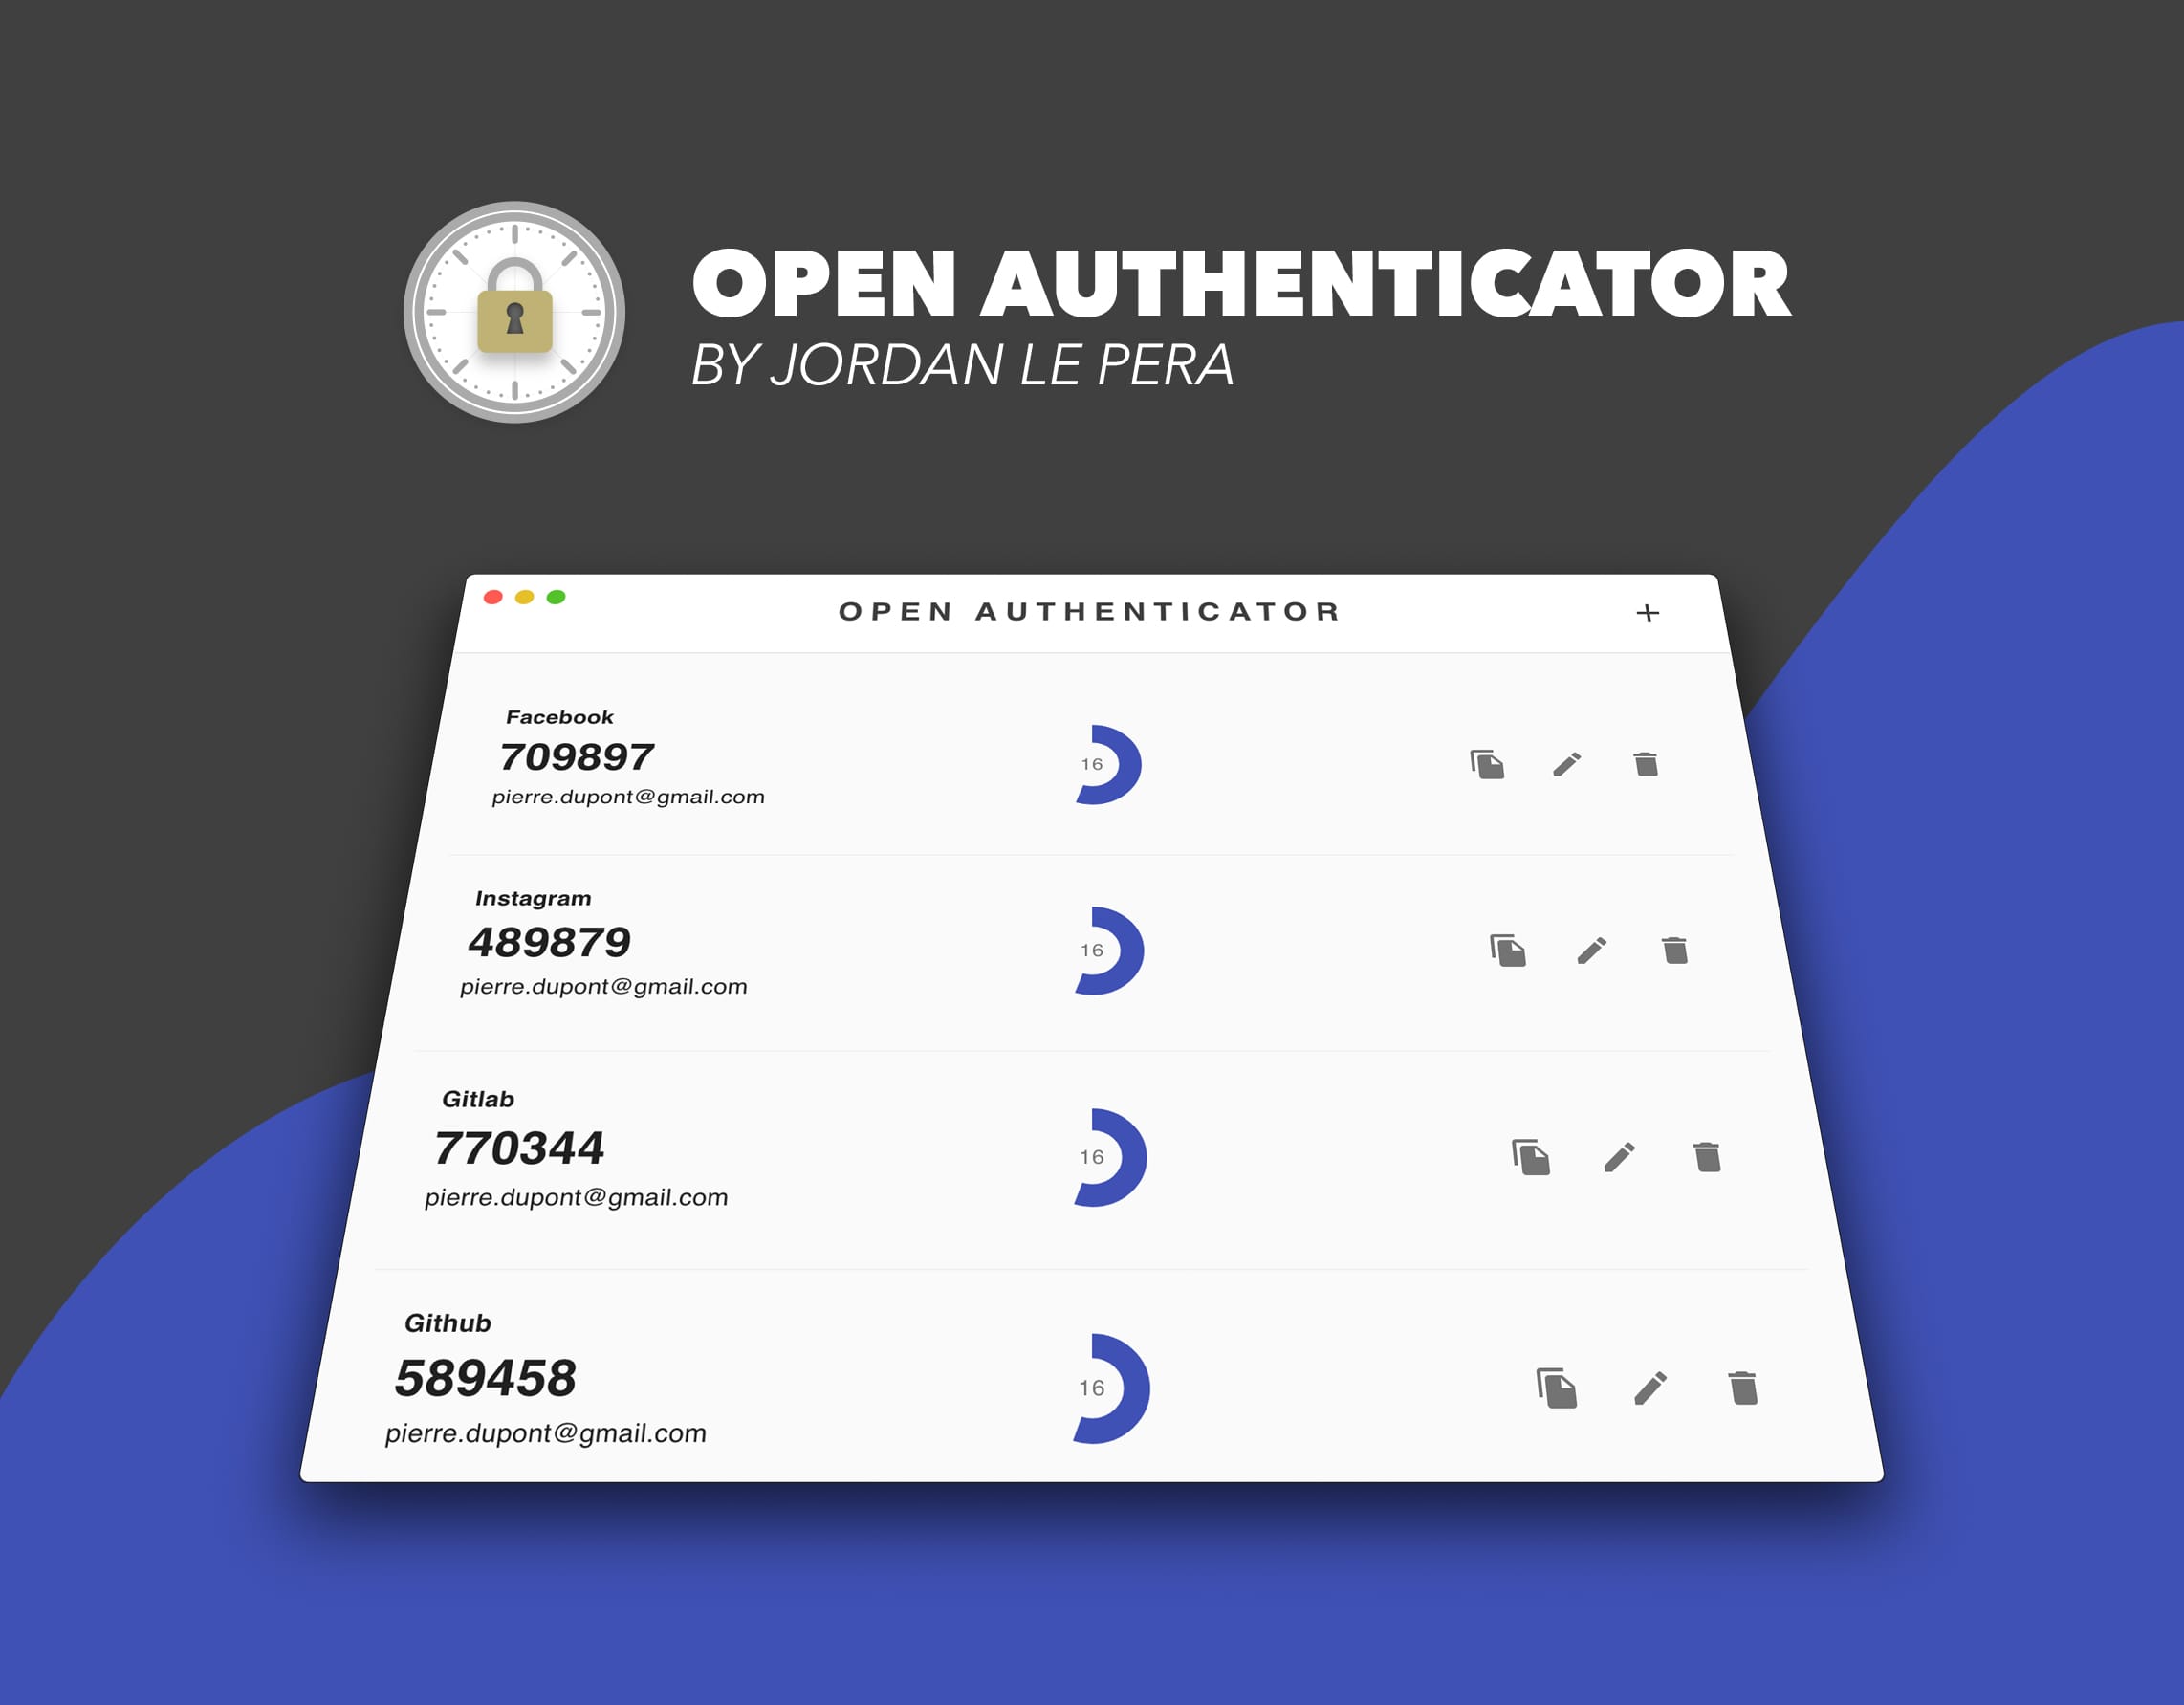 OPEN AUTHENTICATOR
BY JORDAN LE PERA
OPEN AUTHENTICATOR
Facebook
709897
pierre.dupont@gmail.com
16
Instagram
489879
pierre.dupont@gmail.com
16
Gitlab
770344
pierre.dupont@gmail.com
16
Github
589458
pierre.dupont@gmail.com
16